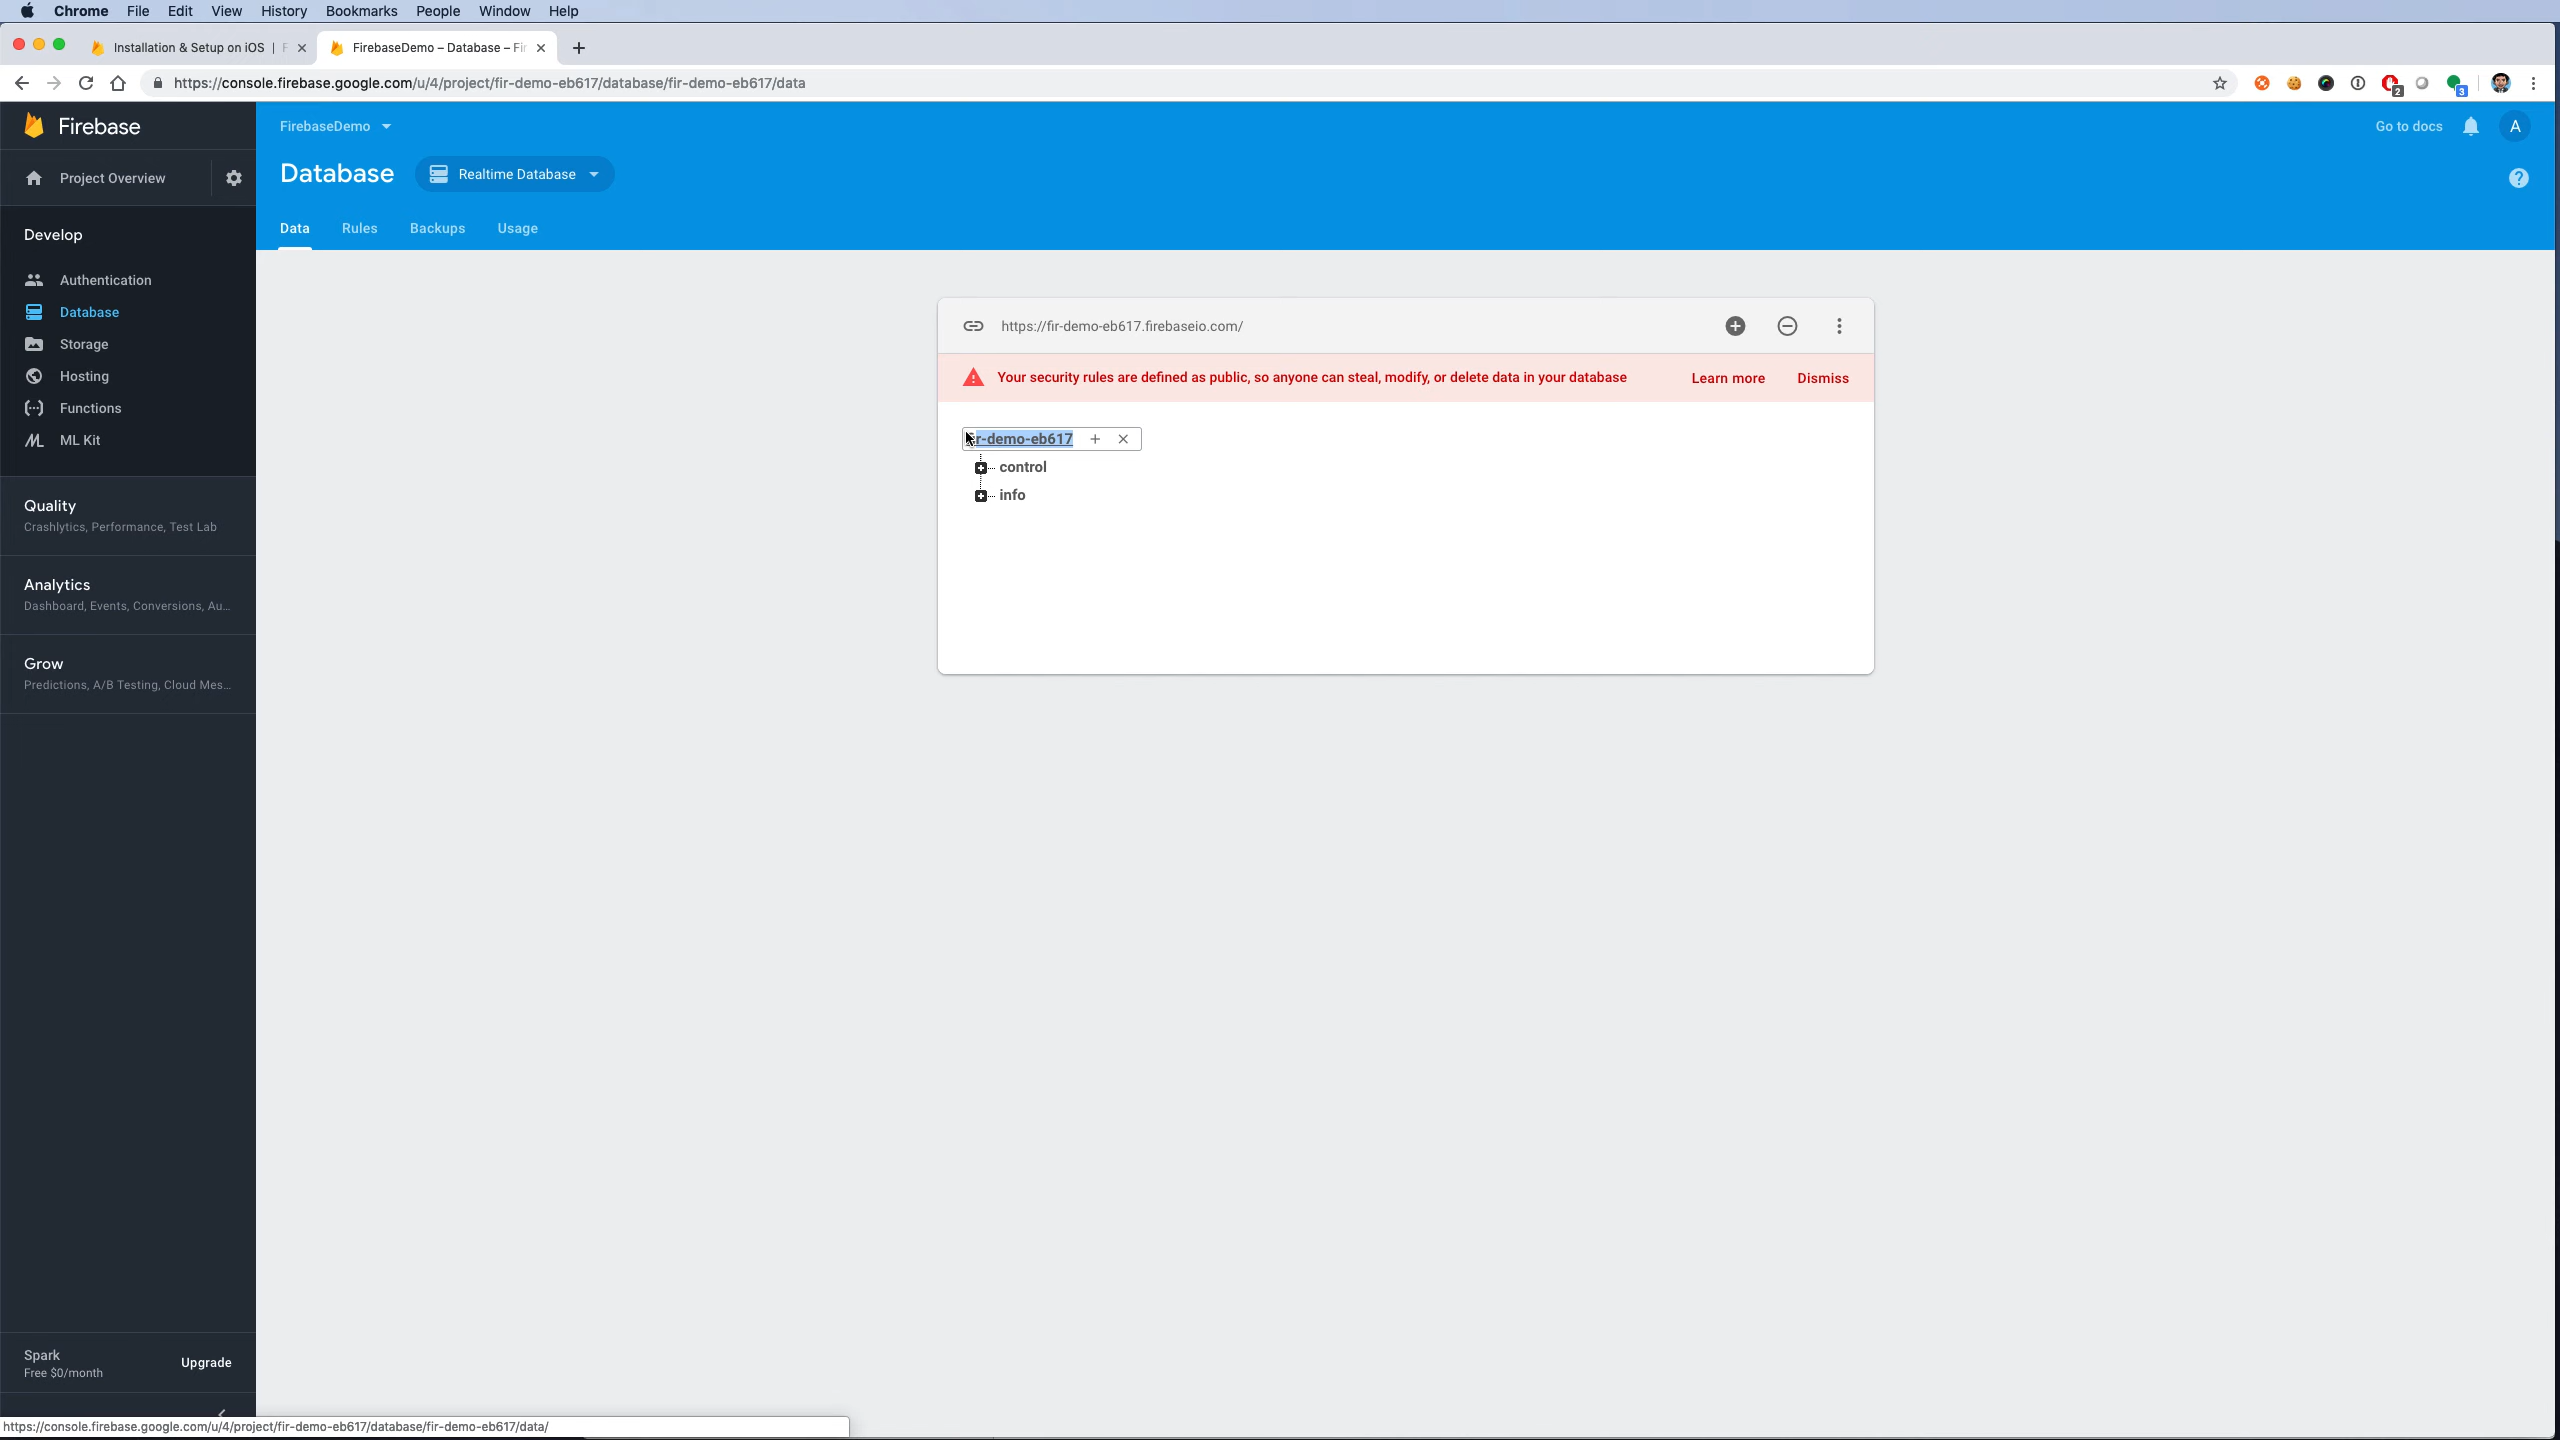 Chrome File Edit View History Bookmarks People Window Help
Installation & Setup on iOS | F
FirebaseDemo – Database – Fir
https://console.firebase.google.com/u/4/project/fir-demo-eb617/database/fir-demo-eb617/data
2
3
Firebase
FirebaseDemo
Go to docs
A
Project Overview
Database
Realtime Database
Data Rules Backups Usage
Develop
Authentication
Database
Storage
Hosting
Functions
ML Kit
Quality
Crashlytics, Performance, Test Lab
Analytics
Dashboard, Events, Conversions, Au...
Grow
Predictions, A/B Testing, Cloud Mes...
https://fir-demo-eb617.firebaseio.com/
Your security rules are defined as public, so anyone can steal, modify, or delete data in your database
Learn more
Dismiss
r-demo-eb617
control
info
Spark
Free $0/month
Upgrade
https://console.firebase.google.com/u/4/project/fir-demo-eb617/database/fir-demo-eb617/data/